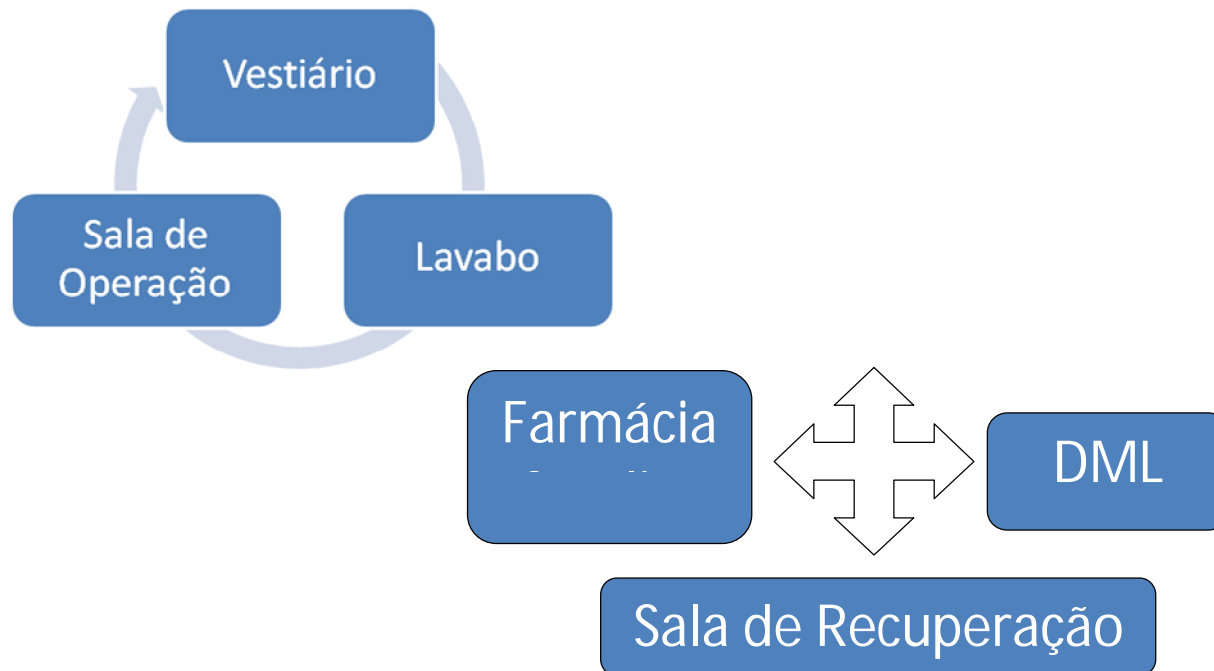 Vestiário
Sala de
Operação
Lavabo
Farmácia
DML
Sala de Recuperação